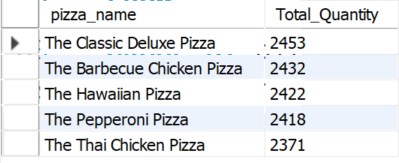 pizza_name Total_Quantity
The Classic Deluxe Pizza 2453
The Barbecue Chicken Pizza 2432
The Hawaiian Pizza 2422
The Pepperoni Pizza 2418
The Thai Chicken Pizza 2371